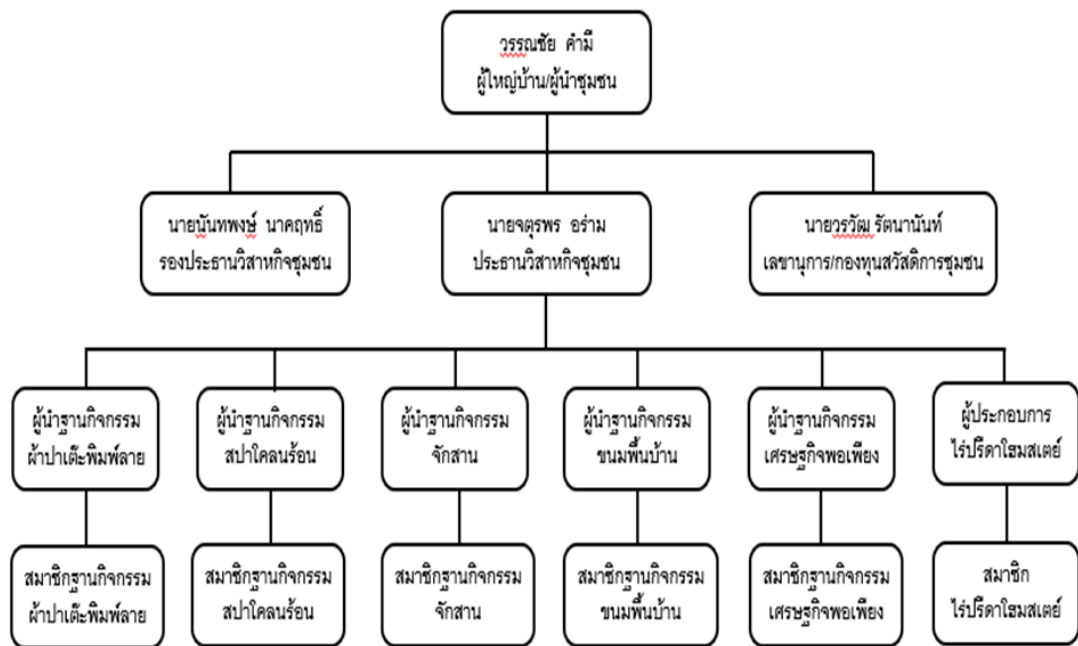 วรรณชัย คำมี
ผู้ใหญ่บ้าน/ผู้นำชุมชน
นายนันทพงษ์ นาคฤทธิ์
รองประธานวิสาหกิจชุมชน
นายจตุรพร อร่าม
ประธานวิสาหกิจชุมชน
นายวรวัฒ รัตนานันท์
เลขานุการ/กองทุนสวัสดิการชุมชน
ผู้นำฐานกิจกรรม
ผ้าปาเต๊ะพิมพ์ลาย
ผู้นำฐานกิจกรรม
สปาโคลนร้อน
ผู้นำฐานกิจกรรม
จักสาน
ผู้นำฐานกิจกรรม
ขนมพื้นบ้าน
ผู้นำฐานกิจกรรม
เศรษฐกิจพอเพียง
ผู้ประกอบการ
ไร่ปรีดาโฮมสเตย์
สมาชิกฐานกิจกรรม
ผ้าปาเต๊ะพิมพ์ลาย
สมาชิกฐานกิจกรรม
สปาโคลนร้อน
สมาชิกฐานกิจกรรม
จักสาน
สมาชิกฐานกิจกรรม
ขนมพื้นบ้าน
สมาชิกฐานกิจกรรม
เศรษฐกิจพอเพียง
สมาชิก
ไร่ปรีดาโฮมสเตย์